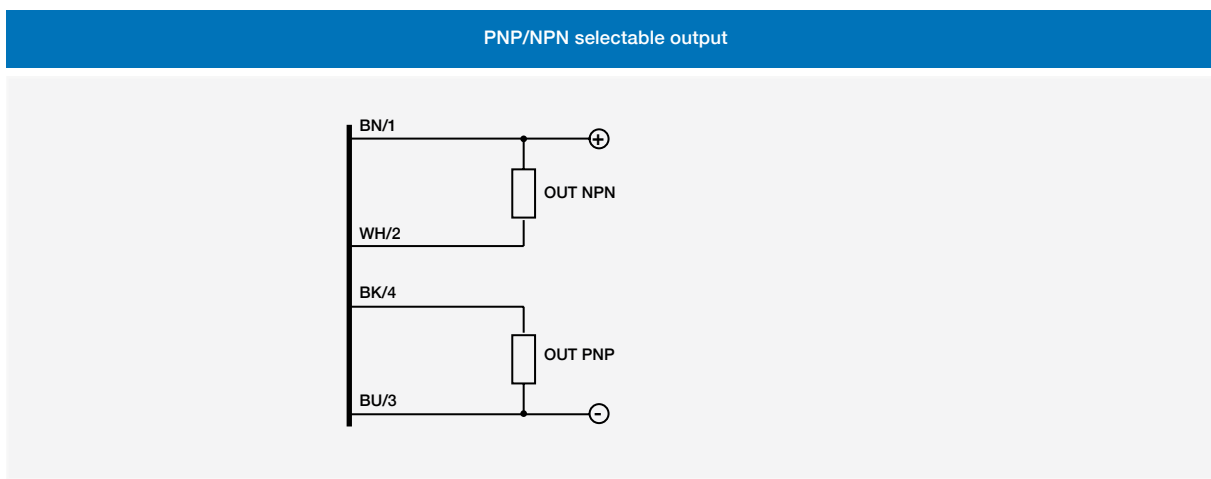 PNP/NPN selectable output
BN/1
+
OUT NPN
WH/2
BK/4
OUT PNP
BU/3
-